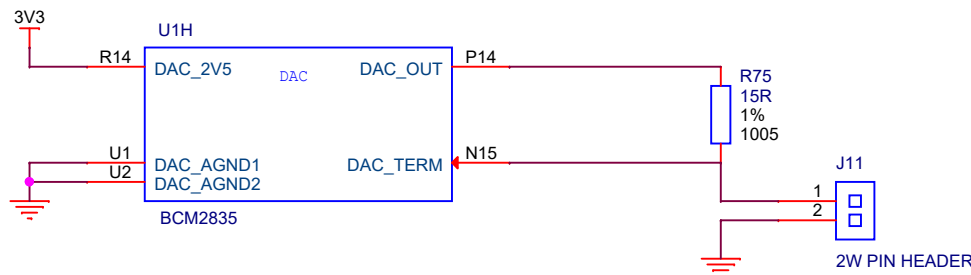 3V3
U1H
R14
DAC_2V5
DAC
DAC_OUT
P14
R75
15R
1%
1005
U1
DAC_AGND1
U2
DAC_AGND2
DAC_TERM
N15
BCM2835
J11
1
2
2W PIN HEADER